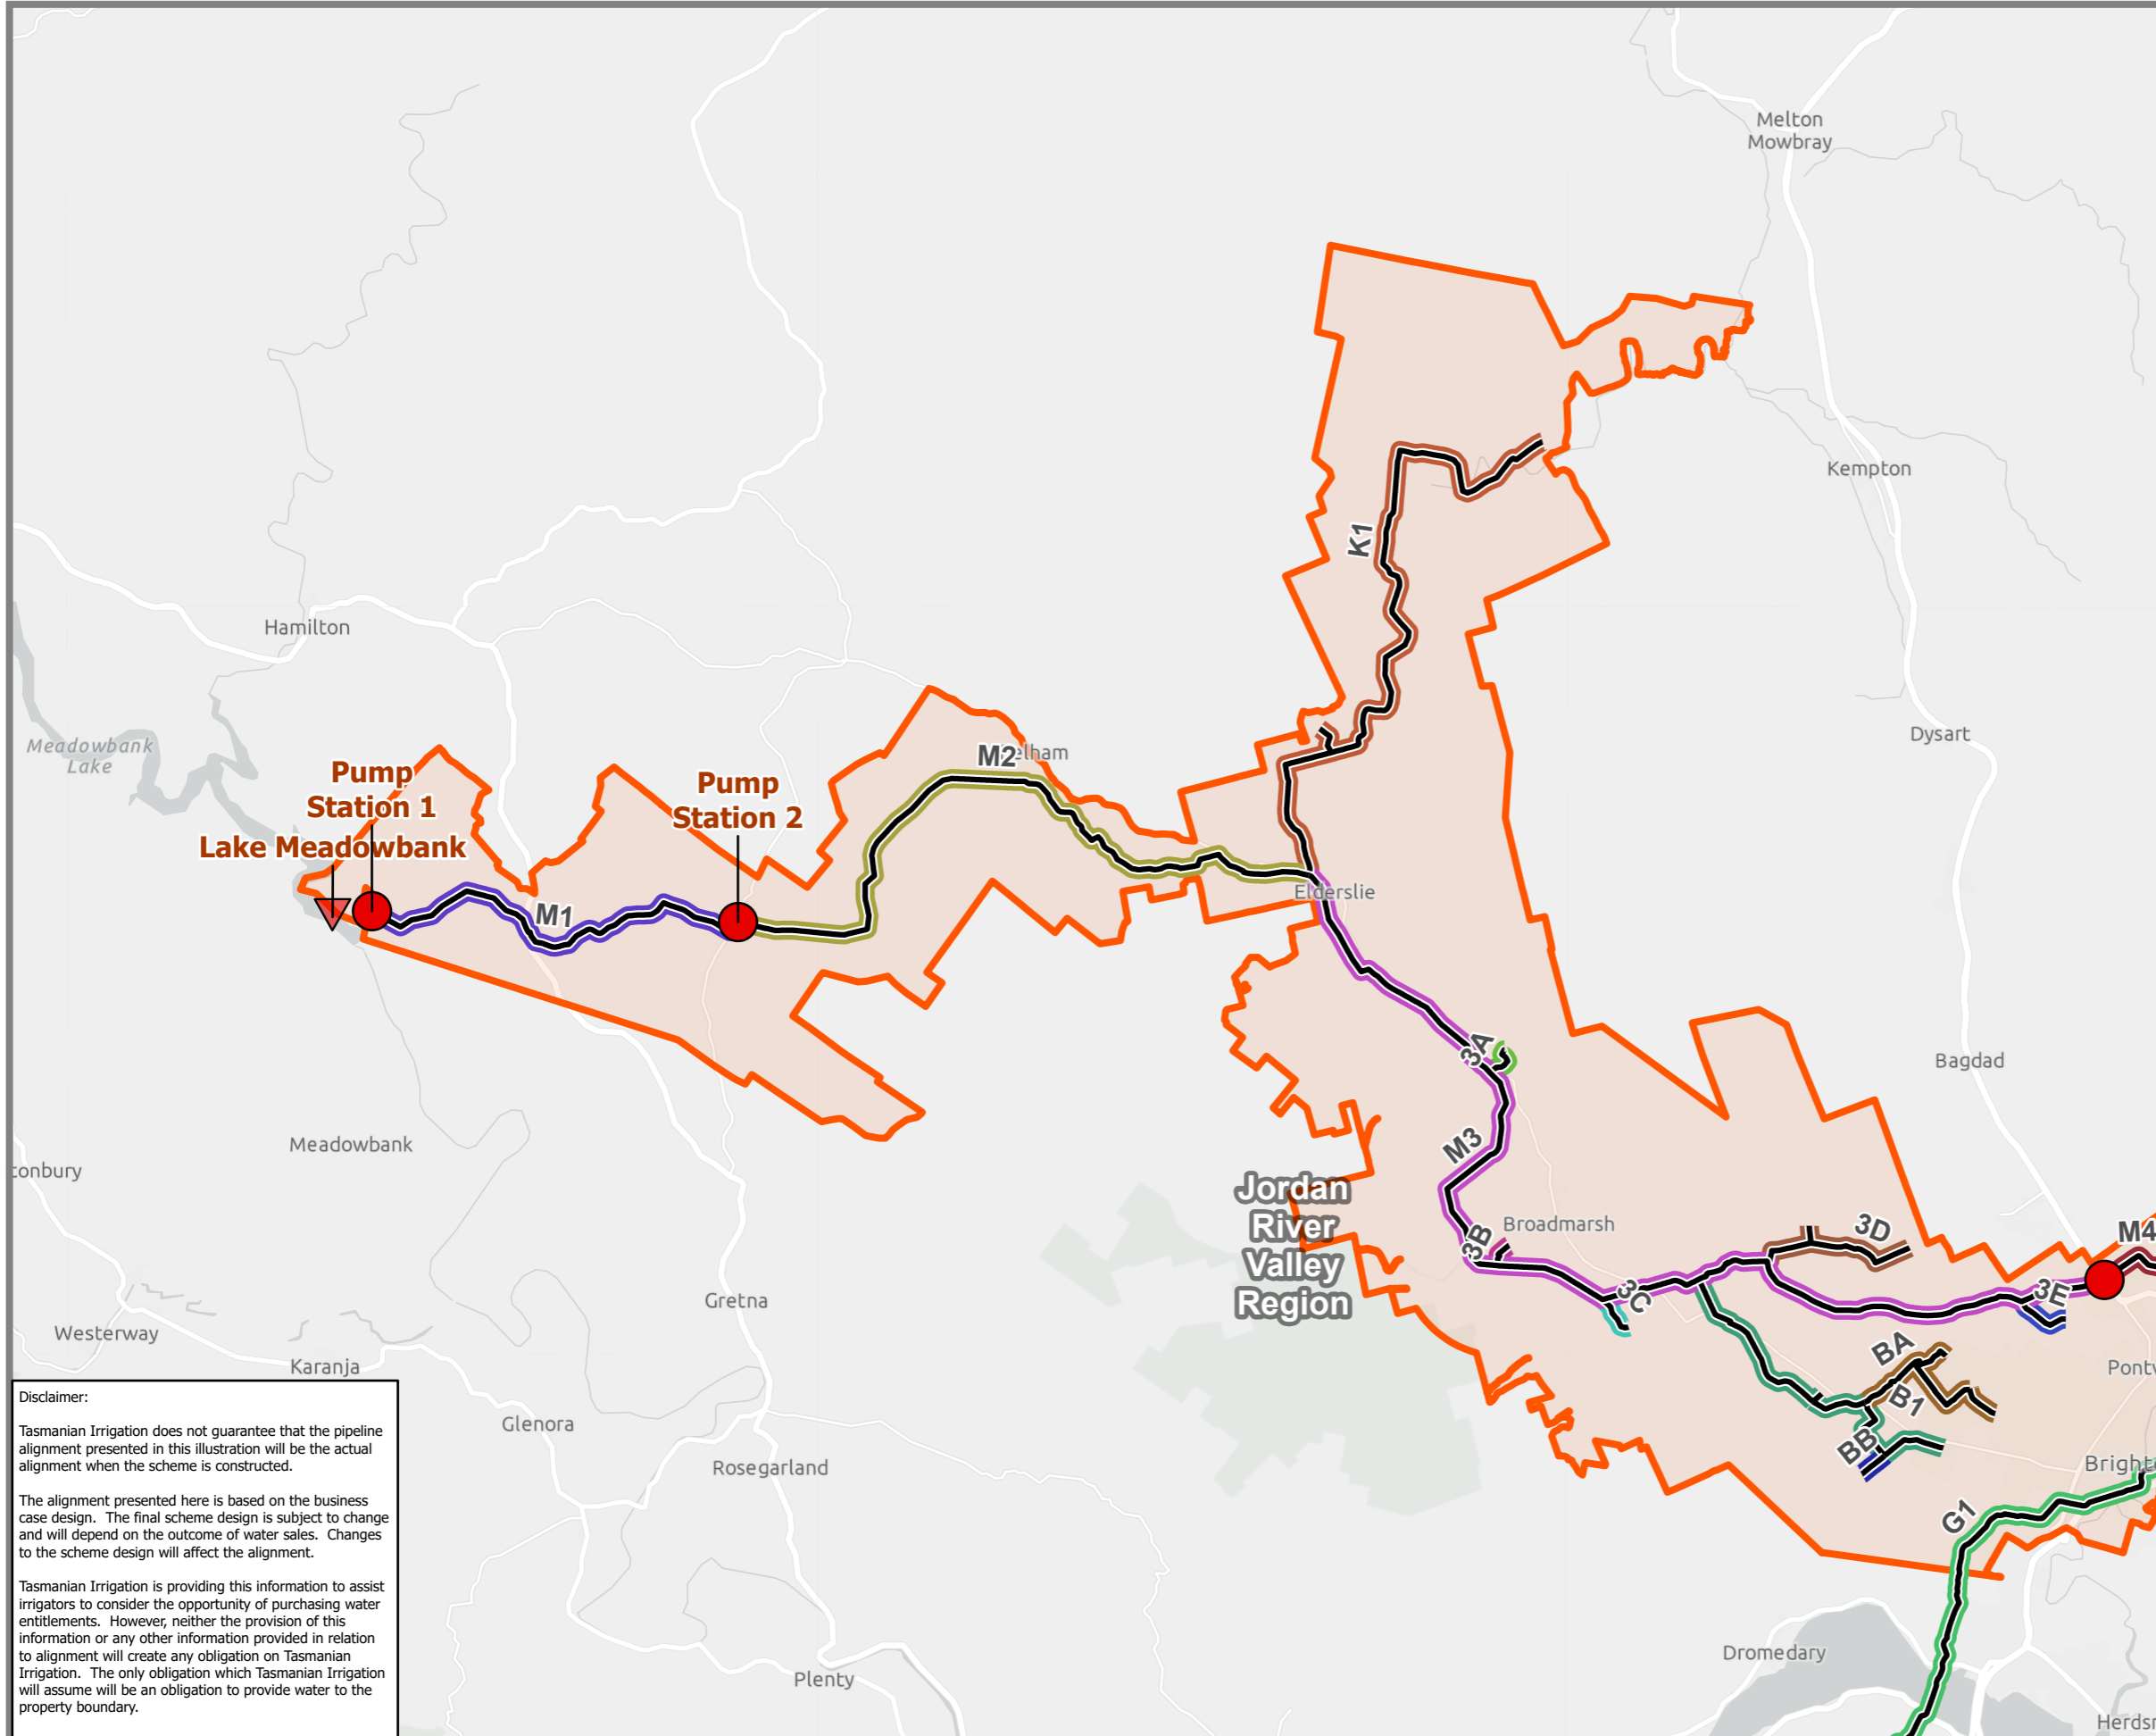 Melton
Mowbray
Kempton
K1
Hamilton
Dysart
Meadowbank
Lake
M2
elham
Pump
Station 1
Pump
Station 2
Lake Meadowbank
Elderslie
M1
3A
Bagdad
Meadowbank
conbury
M3
Jordan
River
Valley
Region
Broadmarsh
3B
3D
M4
3C
3E
Gretna
Westerway
Karanja
BA
B1
BB
Pontv
Glenora
Rosegarland
Brighto
G1
Dromedary
Plenty
Herds
Disclaimer:
Tasmanian Irrigation does not guarantee that the pipeline
alignment presented in this illustration will be the actual
alignment when the scheme is constructed.
The alignment presented here is based on the business
case design.  The final scheme design is subject to change
and will depend on the outcome of water sales.  Changes
to the scheme design will affect the alignment.
Tasmanian Irrigation is providing this information to assist
irrigators to consider the opportunity of purchasing water
entitlements.  However, neither the provision of this
information or any other information provided in relation
to alignment will create any obligation on Tasmanian
Irrigation.  The only obligation which Tasmanian Irrigation
will assume will be an obligation to provide water to the
property boundary.